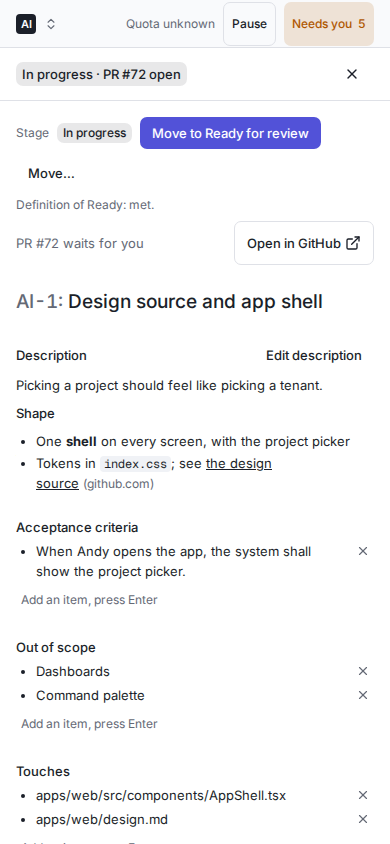 AI
Quota unknown
Pause
Needs you 5
In progress · PR #72 open
Stage In progress Move to Ready for review
Move...
Definition of Ready: met.
PR #72 waits for you
Open in GitHub
AI-1: Design source and app shell
Description
Edit description
Picking a project should feel like picking a tenant.
Shape
• One shell on every screen, with the project picker
• Tokens in index.css; see the design
source (github.com)
Acceptance criteria
• When Andy opens the app, the system shall
show the project picker.
Add an item, press Enter
Out of scope
• Dashboards
• Command palette
Add an item, press Enter
Touches
• apps/web/src/components/AppShell.tsx
• apps/web/design.md